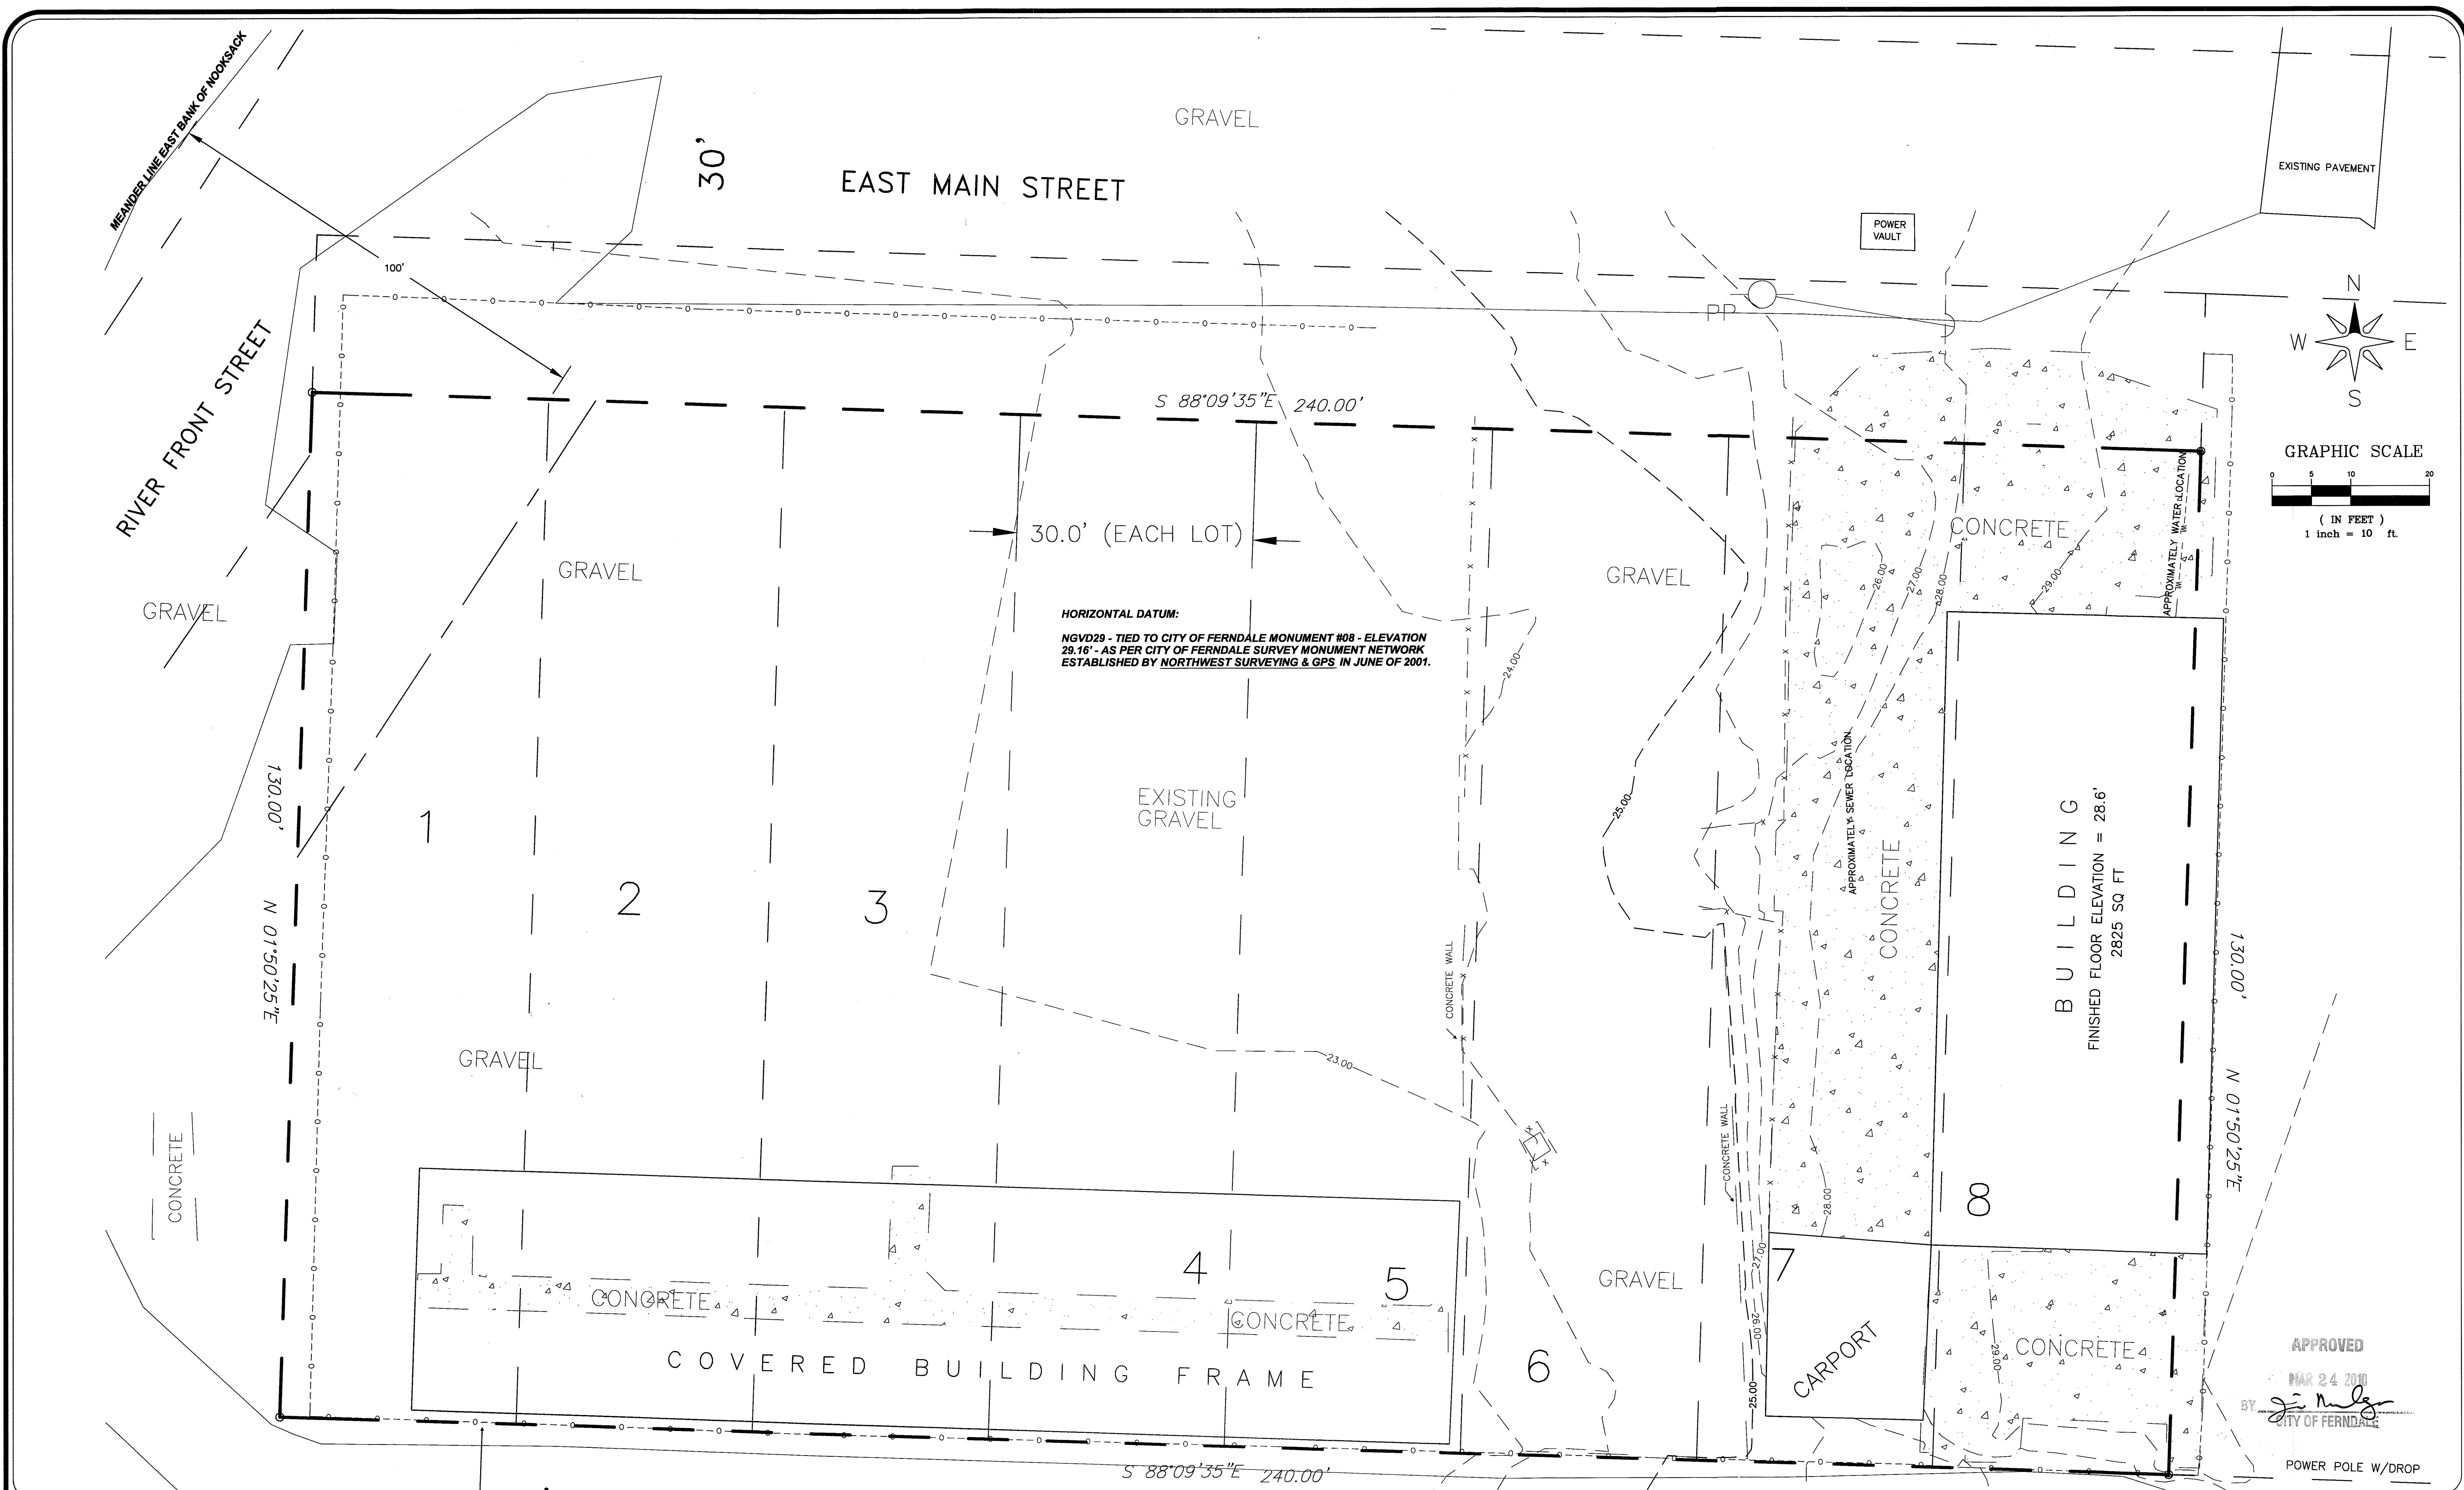 MEANDER LINE EAST BANK OF NOOKSACK
GRAVEL
30'
EAST MAIN STREET
EXISTING PAVEMENT
POWER
VAULT
100'
PP
N
W
E
S
RIVER FRONT STREET
S 88°09'35"E 240.00'
GRAPHIC SCALE
0 5 10 20
( IN FEET )
1 inch = 10 ft.
30.0' (EACH LOT)
CONCRETE
APPROXIMATELY WATER LOCATION
W
W
GRAVEL
GRAVEL
GRAVEL
26.00
27.00
28.00
29.00
HORIZONTAL DATUM:
NGVD29 - TIED TO CITY OF FERNDALE MONUMENT #08 - ELEVATION
29.16' - AS PER CITY OF FERNDALE SURVEY MONUMENT NETWORK
ESTABLISHED BY NORTHWEST SURVEYING & GPS IN JUNE OF 2001.
24.00
130.00'
N 01°50'25"E
1
2
3
EXISTING
GRAVEL
25.00
APPROXIMATELY SEWER LOCATION
CONCRETE
BUILDING
FINISHED FLOOR ELEVATION = 28.6'
2825 SQ FT
130.00'
N 01°50'25"E
CONCRETE WALL
GRAVEL
23.00
CONCRETE
CONCRETE WALL
28.00
8
4
5
7
27.00
GRAVEL
CONCRETE
CONCRETE
26.00
COVERED BUILDING FRAME
6
CARPORT
25.00
29.00
CONCRETE
APPROVED
MAR 24 2010
BY
CITY OF FERNDALE
POWER POLE W/DROP
S 88°09'35"E 240.00'